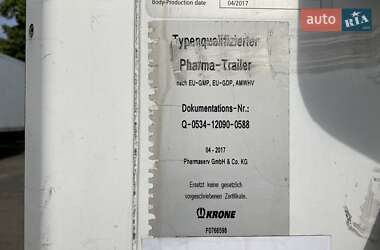 Body-Production date 04/2017
auto RIA
Typenqualifizierter
Pharma-Trailer
nach EU-GMP, EU-GDP, AMWHV
Dokumentations-Nr.:
Q-0534-12090-0588
04 - 2017
Pharmaserv GmbH & Co. KG
Ersetzt keine gesetzlich
vorgeschriebenen Zertifikate.
KRONE
F0766598